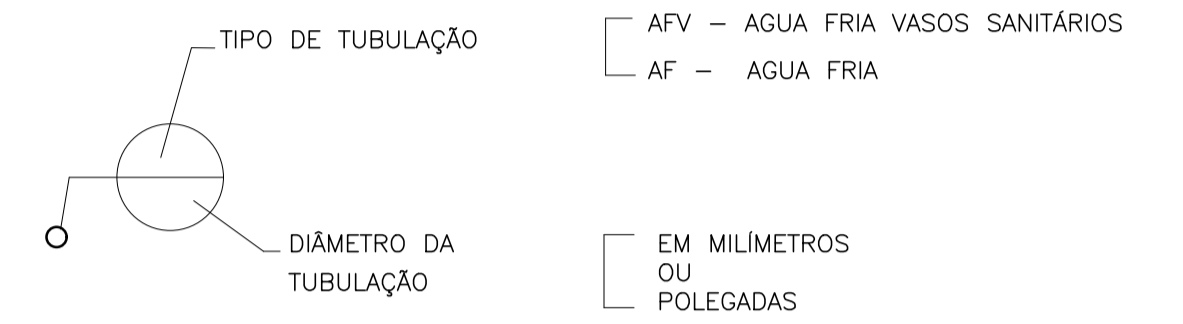 TIPO DE TUBULAÇÃO
AFV – AGUA FRIA VASOS SANITÁRIOS
AF – AGUA FRIA
DIÂMETRO DA
TUBULAÇÃO
EM MILÍMETROS
OU
POLEGADAS